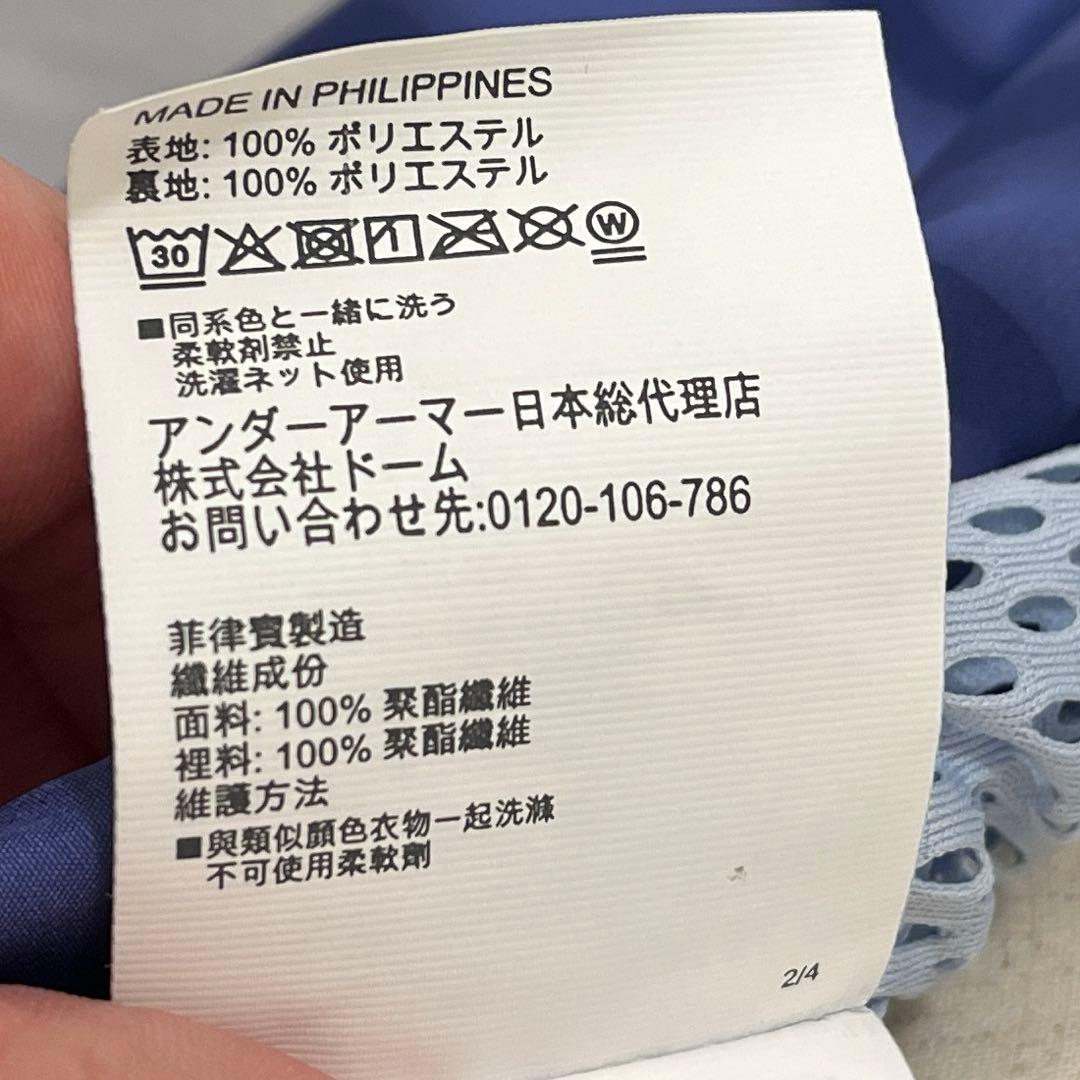 MADE IN PHILIPPINES
表地: 100% ポリエステル
裏地: 100% ポリエステル
30
W
■同系色と一緒に洗う
柔軟剤禁止
洗濯ネット使用
アンダーアーマー日本総代理店
株式会社ドーム
お問い合わせ先:0120-106-786
菲律賓製造
纖維成份
面料: 100% 聚酯纖維
裡料: 100% 聚酯纖維
維護方法
■與類似顏色衣物一起洗滌
不可使用柔軟劑
2/4